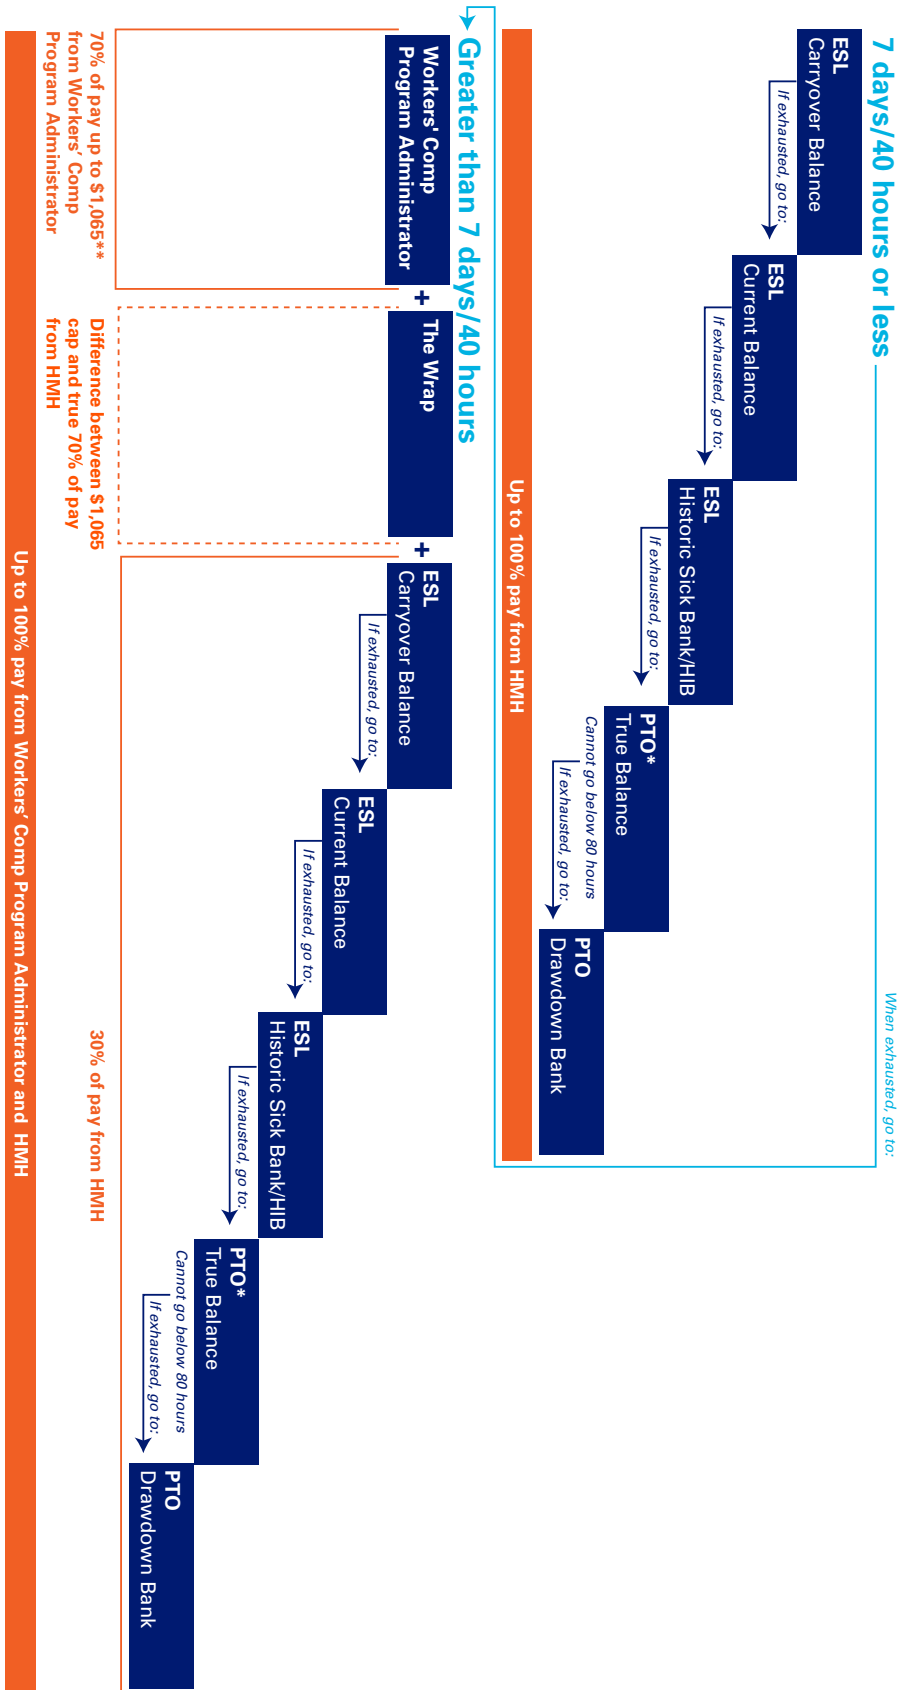 7 days/40 hours or less
When exhausted, go to:
ESL
Carryover Balance
If exhausted, go to:
ESL
Current Balance
If exhausted, go to:
ESL
Historic Sick Bank/HIB
If exhausted, go to:
PTO*
True Balance
Cannot go below 80 hours
If exhausted, go to:
PTO
Drawdown Bank
Up to 100% pay from HMH
Greater than 7 days/40 hours
Workers' Comp
Program Administrator
+
The Wrap
+
ESL
Carryover Balance
If exhausted, go to:
ESL
Current Balance
If exhausted, go to:
ESL
Historic Sick Bank/HIB
If exhausted, go to:
PTO*
True Balance
Cannot go below 80 hours
If exhausted, go to:
PTO
Drawdown Bank
70% of pay up to $1,065**
from Workers’ Comp
Program Administrator
Difference between $1,065
cap and true 70% of pay
from HMH
30% of pay from HMH
Up to 100% pay from Workers’ Comp Program Administrator and HMH